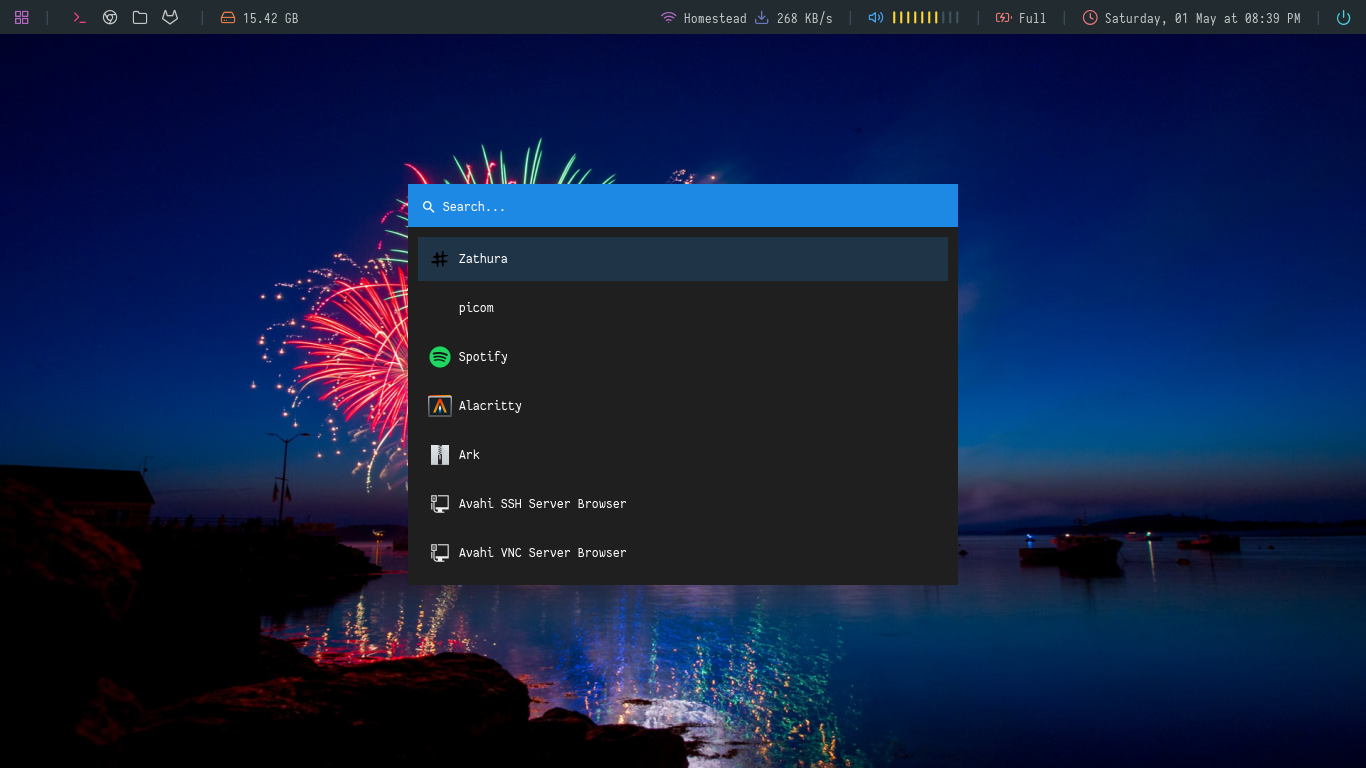 15.42 GB
Homestead 268 KB/s
Full
Saturday, 01 May at 08:39 PM
Search...
Zathura
picom
Spotify
Alacritty
Ark
Avahi SSH Server Browser
Avahi VNC Server Browser